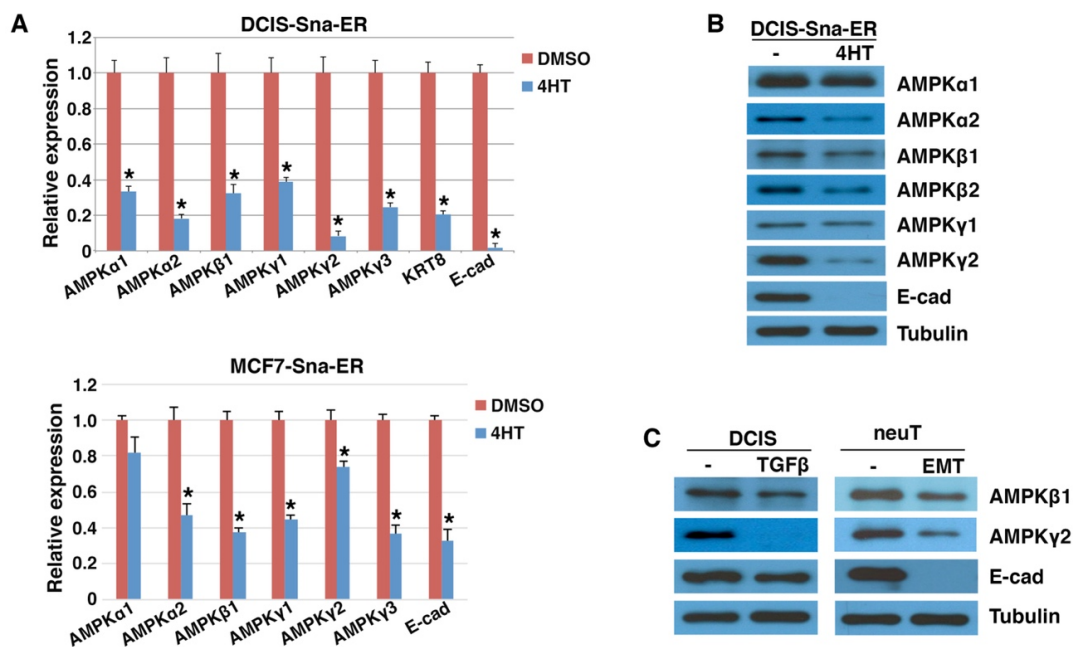 A
DCIS-Sna-ER
Relative expression
1.2
1.0
0.8
0.6
0.4
0.2
0
* * * * * * * *
AMPKα1 AMPKα2 AMPKβ1 AMPKγ1 AMPKγ2 AMPKγ3 KRT8 E-cad
DMSO
4HT
MCF7-Sna-ER
Relative expression
1.2
1.0
0.8
0.6
0.4
0.2
0
* * * * * *
AMPKα1 AMPKα2 AMPKβ1 AMPKγ1 AMPKγ2 AMPKγ3 E-cad
DMSO
4HT
B
DCIS-Sna-ER
- 4HT
AMPKα1
AMPKα2
AMPKβ1
AMPKβ2
AMPKγ1
AMPKγ2
E-cad
Tubulin
C
DCIS neuT
- TGFβ - EMT
AMPKβ1
AMPKγ2
E-cad
Tubulin